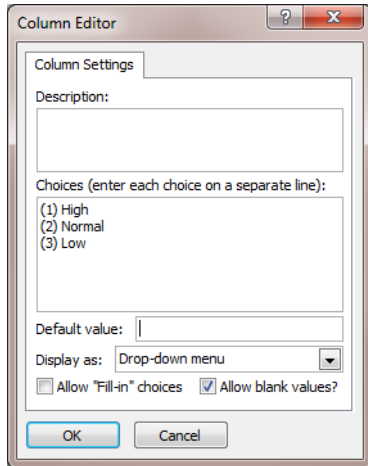 Column Editor
Column Settings
Description:
Choices (enter each choice on a separate line):
(1) High
(2) Normal
(3) Low
Default value:
Display as: Drop-down menu
Allow "Fill-in" choices Allow blank values?
OK Cancel